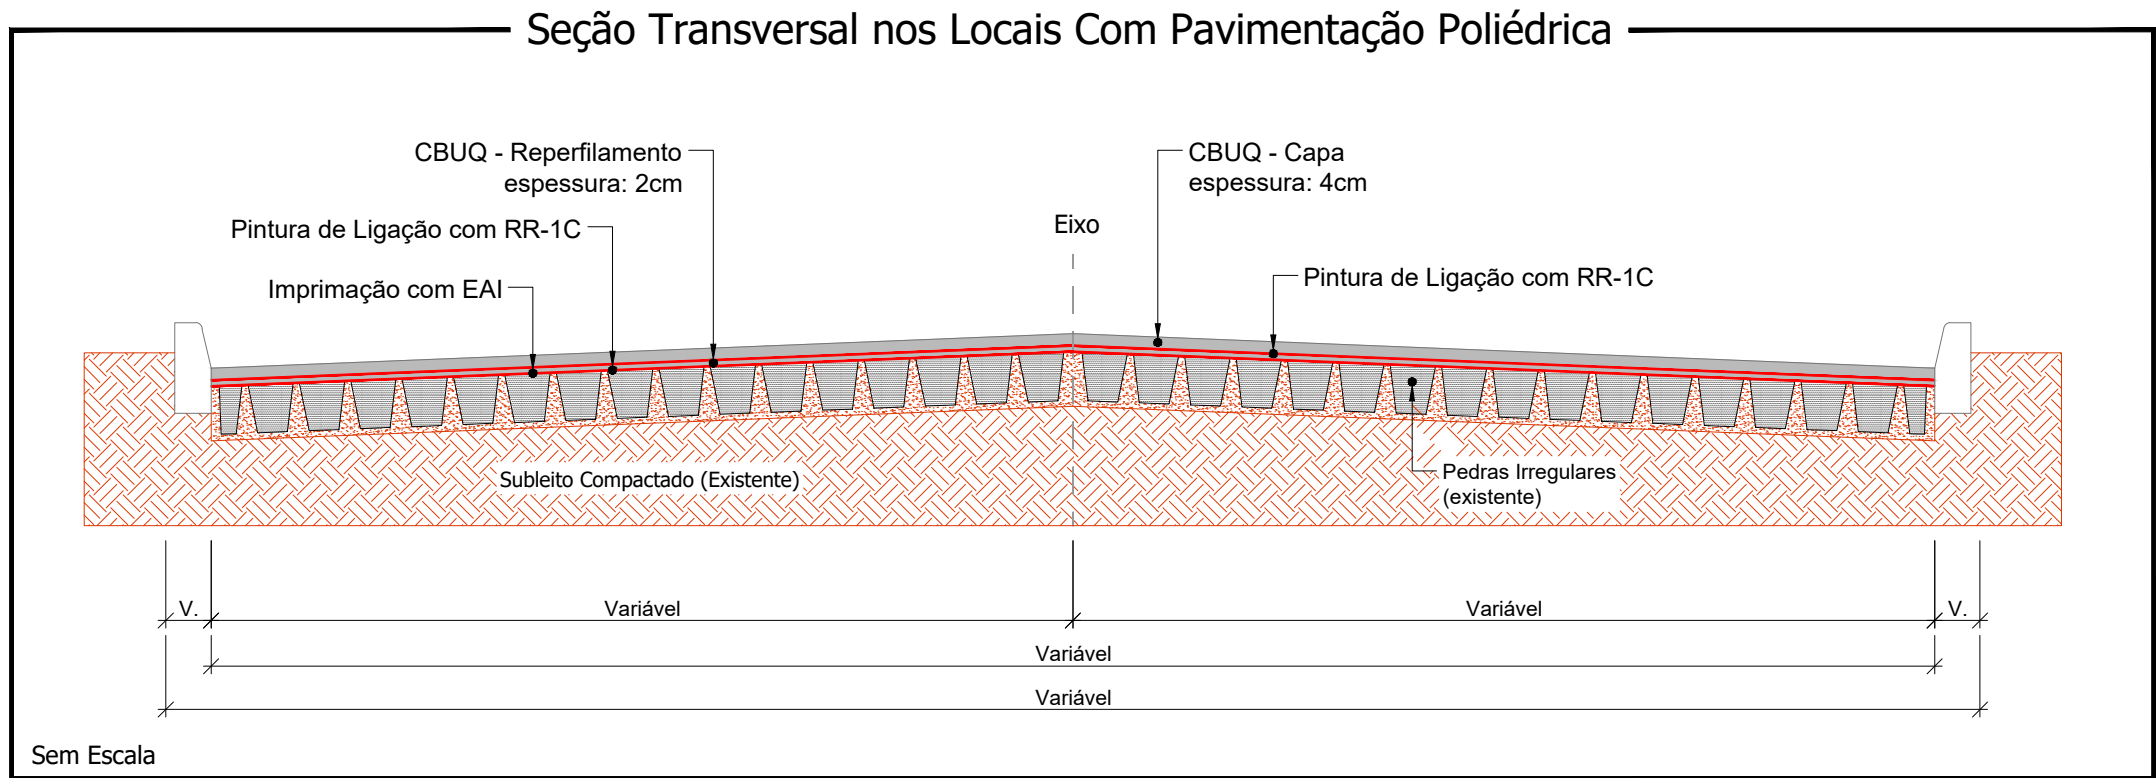 Seção Transversal nos Locais Com Pavimentação Poliédrica
CBUQ - Reperfilamento
espessura: 2cm
CBUQ - Capa
espessura: 4cm
Pintura de Ligação com RR-1C
Eixo
Imprimação com EAI
Pintura de Ligação com RR-1C
Subleito Compactado (Existente)
Pedras Irregulares
(existente)
V.
Variável
Variável
V.
Variável
Variável
Sem Escala